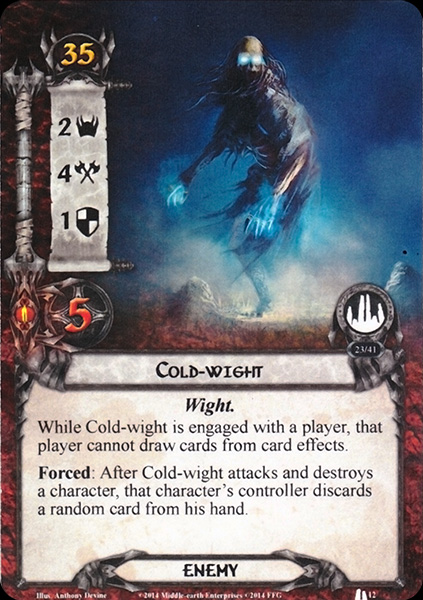 35
2
4
1
5
23/41
COLD-WIGHT
Wight.
While Cold-wight is engaged with a player, that
player cannot draw cards from card effects.
Forced: After Cold-wight attacks and destroys
a character, that character's controller discards
a random card from his hand.
ENEMY
Illus. Anthony Devine ©2014 Middle-earth Enterprises ©2014 FFG 12